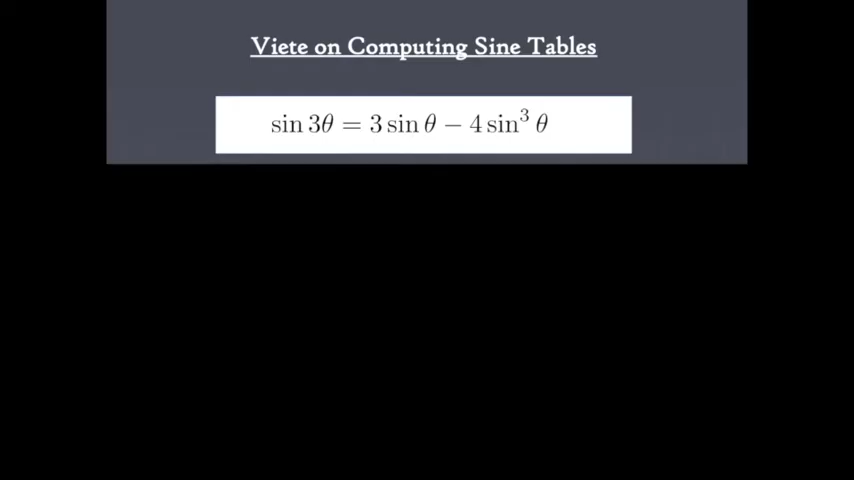 Viete on Computing Sine Tables
sin 3θ = 3 sin θ − 4 sin³ θ